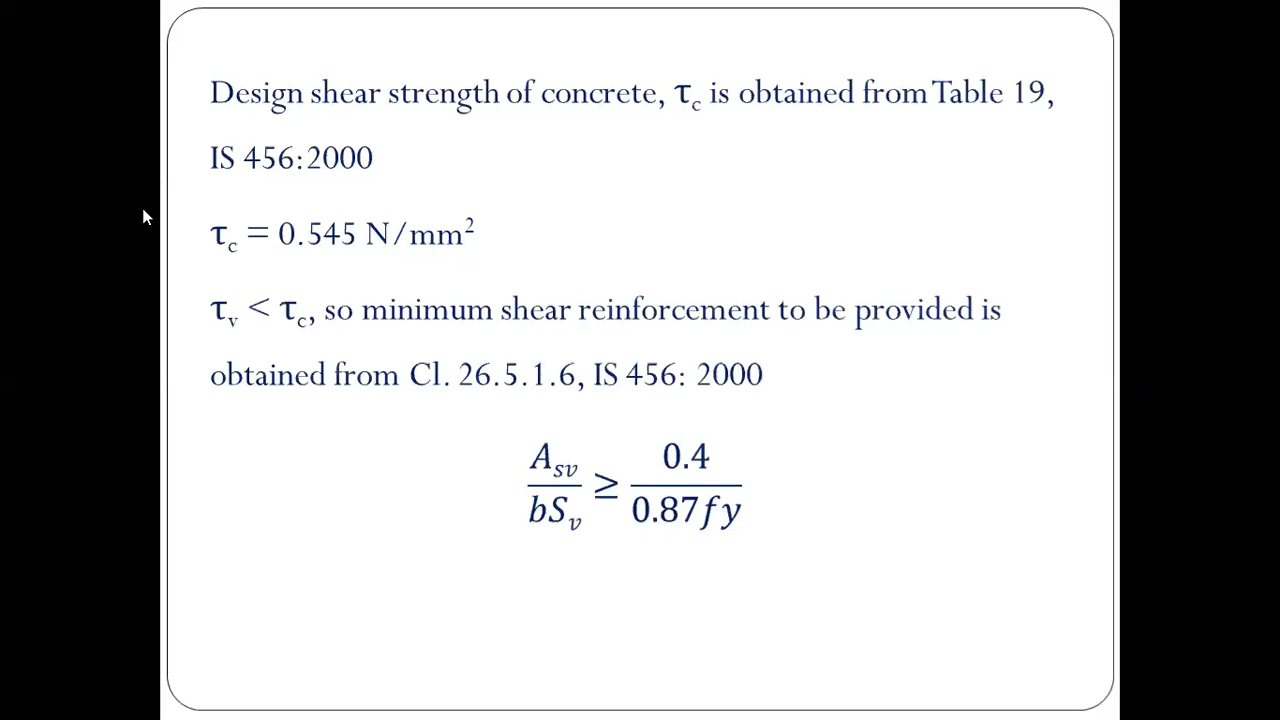 Design shear strength of concrete, τc is obtained from Table 19,
IS 456:2000
τc = 0.545 N/mm²
τv < τc, so minimum shear reinforcement to be provided is
obtained from Cl. 26.5.1.6, IS 456: 2000
Asv/bSv ≥ 0.4/0.87fy